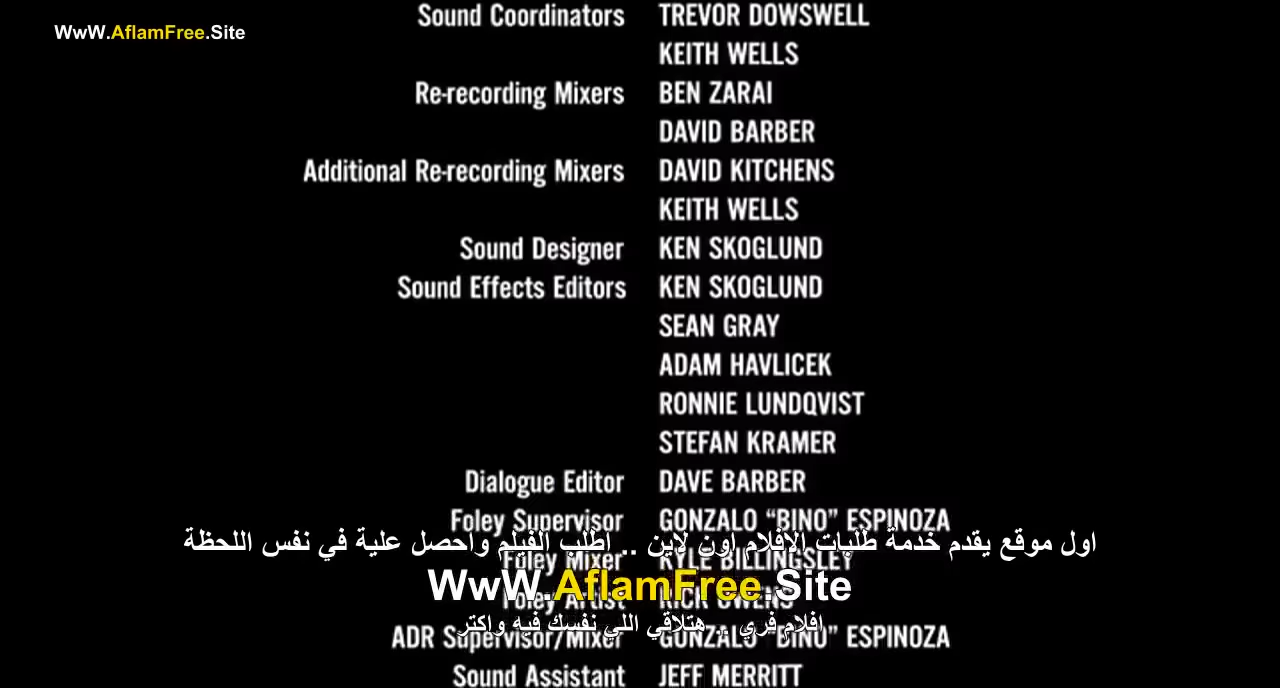 WwW.AflamFree.Site
Sound Coordinators TREVOR DOWSWELL
KEITH WELLS
Re-recording Mixers BEN ZARAI
DAVID BARBER
Additional Re-recording Mixers DAVID KITCHENS
KEITH WELLS
Sound Designer KEN SKOGLUND
Sound Effects Editors KEN SKOGLUND
SEAN GRAY
ADAM HAVLICEK
RONNIE LUNDQVIST
STEFAN KRAMER
Dialogue Editor DAVE BARBER
Foley Supervisor GONZALO “BINO” ESPINOZA
اول موقع يقدم خدمة طلبات الافلام اون لاين .. اطلب الفيلم واحصل علية في نفس اللحظة
Foley Mixer KYLE BILLINGSLEY
WwW.AflamFree.Site
Foley Artist RICK OWENS
افلام فري .. هتلاقي اللي نفسك فيه واكتر
ADR Supervisor/Mixer GONZALO “BINO” ESPINOZA
Sound Assistant JEFF MERRITT